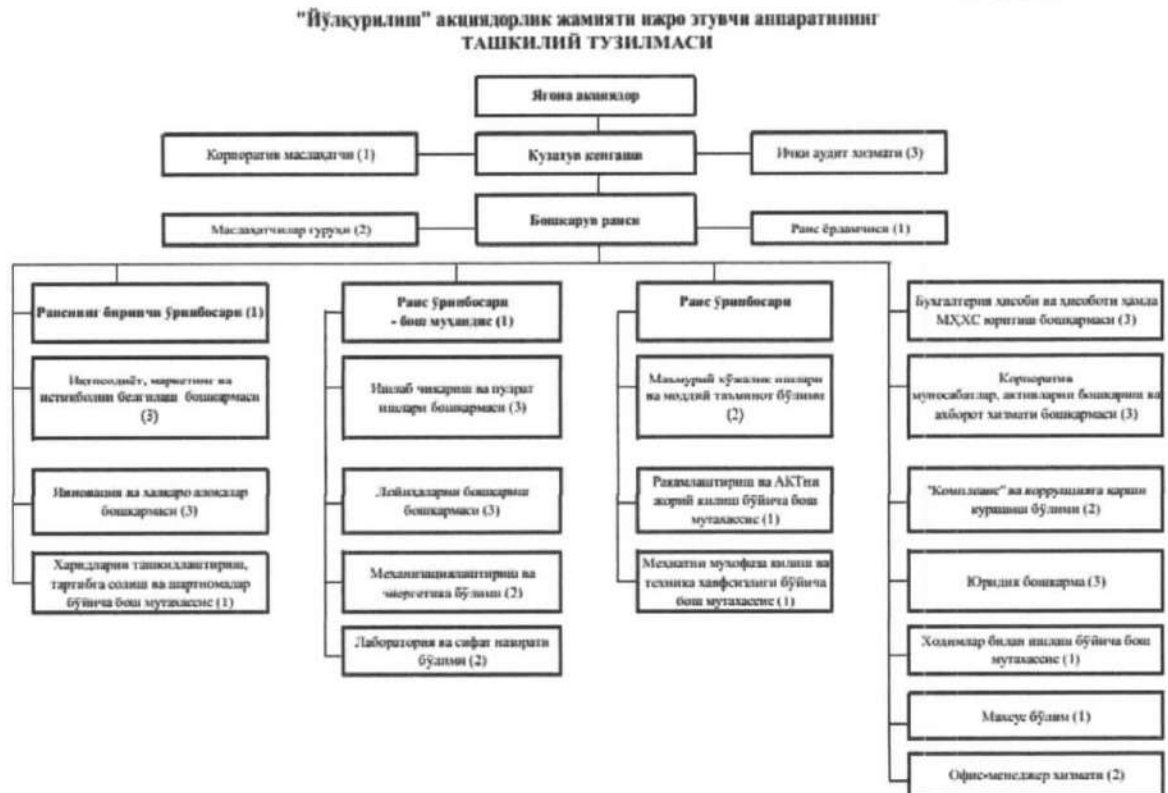 "Йўлқурилиш" акциядорлик жамияти ижро этувчи аппаратининг
ТАШКИЛИЙ ТУЗИЛМАСИ
Ягона акциядор
Корпоратив маслаҳатчи (1)
Кузатув кенгаши
Ички аудит хизмати (3)
Бошқарув раиси
Маслаҳатчилар гуруҳи (2)
Раис ёрдамчиси (1)
Раиснинг биринчи ўринбосари (1)
Иқтисодиёт, маркетинг ва
истиқболни белгилаш бошқармаси
(3)
Инновация ва халқаро алоқалар
бошқармаси (3)
Харидларни ташкиллаштириш,
тартибга солиш ва шартномалар
бўйича бош мутахассис (1)
Раис ўринбосари
- бош муҳандис (1)
Ишлаб чиқариш ва пудрат
ишлари бошқармаси (3)
Лойиҳаларни бошқариш
бошқармаси (3)
Механизациялаштириш ва
энергетика бўлими (2)
Лаборатория ва сифат назорати
бўлими (2)
Раис ўринбосари
Маъмурий хўжалик ишлари
ва моддий таъминот бўлими
(2)
Рақамлаштириш ва АКТни
жорий қилиш бўйича бош
мутахассис (1)
Меҳнатни муҳофаза қилиш ва
техника хавфсизлиги бўйича
бош мутахассис (1)
Бухгалтерия ҳисоби ва ҳисоботи ҳамда
МҲХС юритиш бошқармаси (3)
Корпоратив
муносабатлар, активларни бошқариш ва
ахборот хизмати бошқармаси (3)
"Комплаенс" ва коррупцияга қарши
курашиш бўлими (2)
Юридик бошқарма (3)
Ходимлар билан ишлаш бўйича бош
мутахассис (1)
Махсус бўлим (1)
Офис-менеджер хизмати (2)